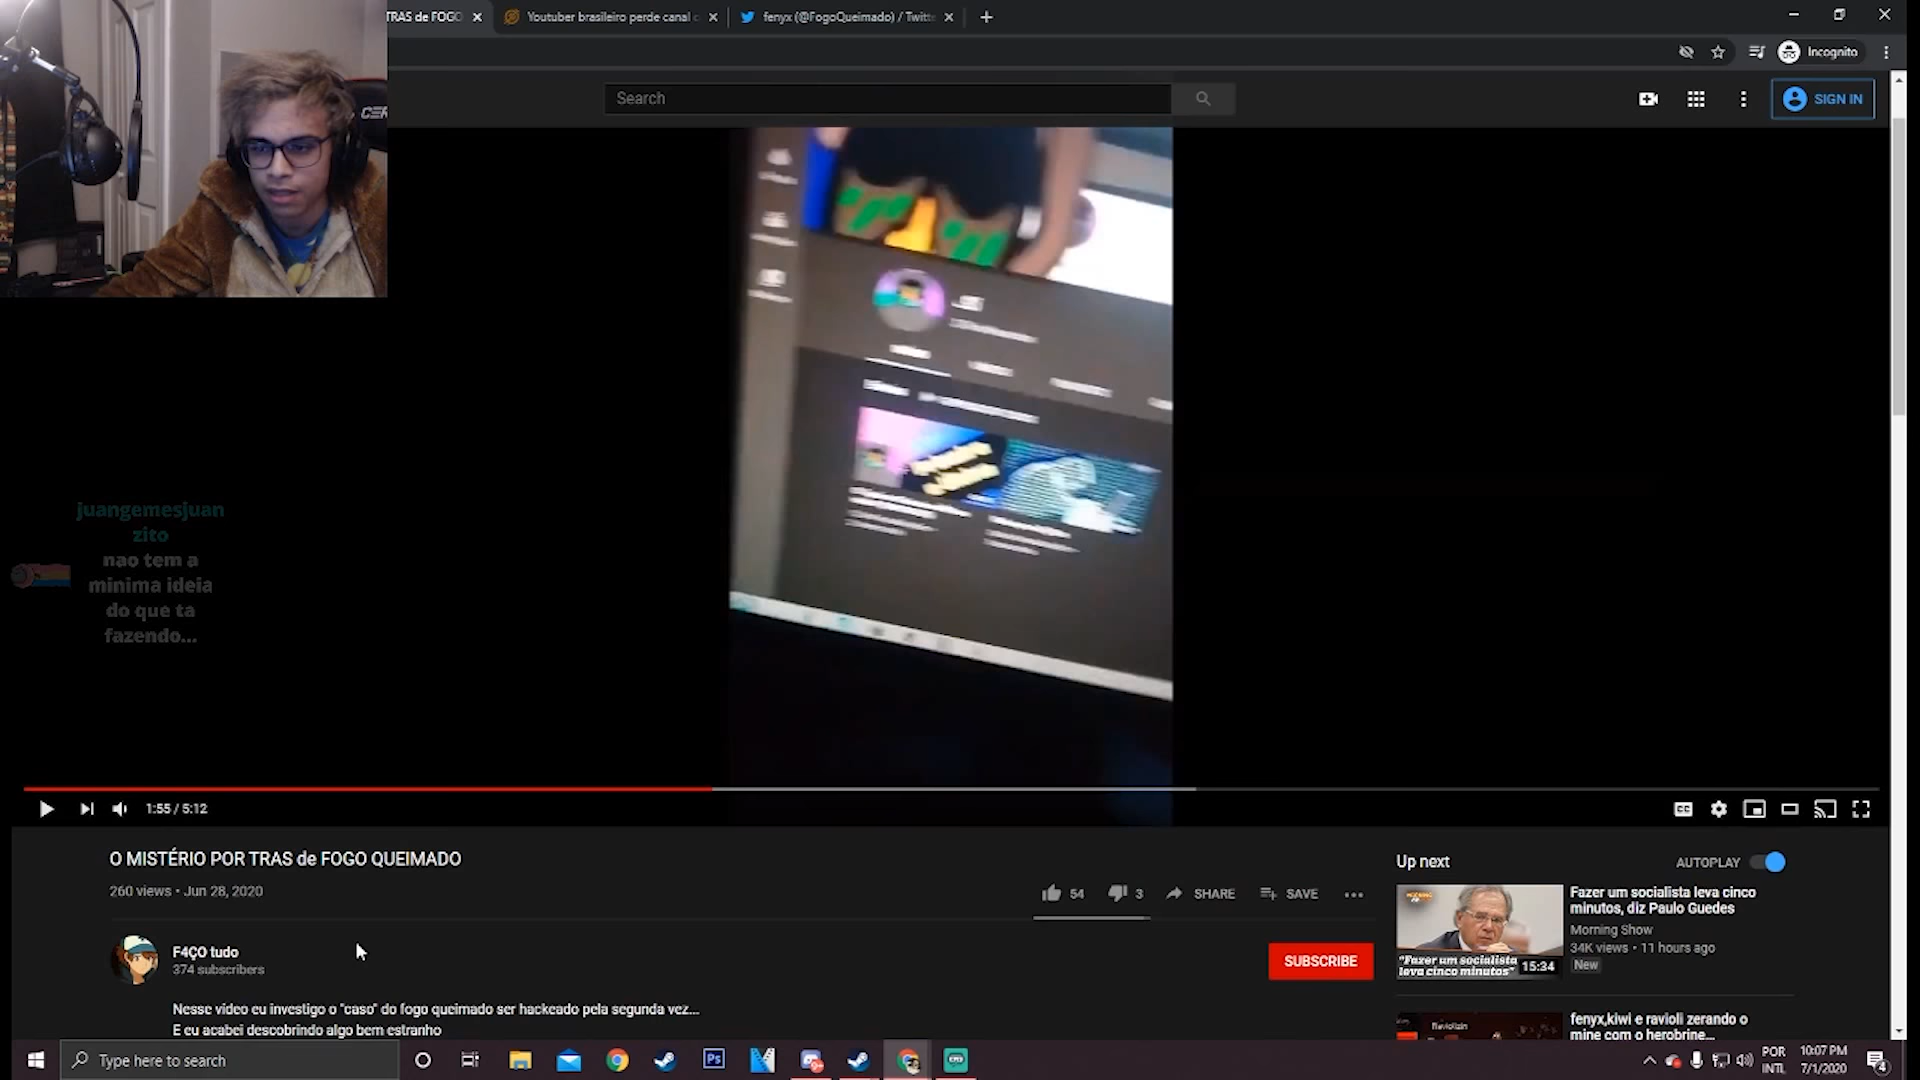 TRAS de FOGO
Youtuber brasileiro perde canal c
fenyx (@FogoQueimado) / Twitte
Incognito
Search
SIGN IN
juangemesjuan
zito
nao tem a
minima ideia
do que ta
fazendo...
1:55 / 5:12
O MISTÉRIO POR TRAS de FOGO QUEIMADO
260 views • Jun 28, 2020
54
3
SHARE
SAVE
F4ÇO tudo
374 subscribers
SUBSCRIBE
Nesse video eu investigo o "caso" do fogo queimado ser hackeado pela segunda vez...
E eu acabei descobrindo algo bem estranho
Up next
AUTOPLAY
"Fazer um socialista
leva cinco minutos"
15:34
Fazer um socialista leva cinco
minutos, diz Paulo Guedes
Morning Show
34K views • 11 hours ago
New
fenyx,kiwi e ravioli zerando o
mine com o herobrine...
Type here to search
Ps
POR
INTL
10:07 PM
7/1/2020
4